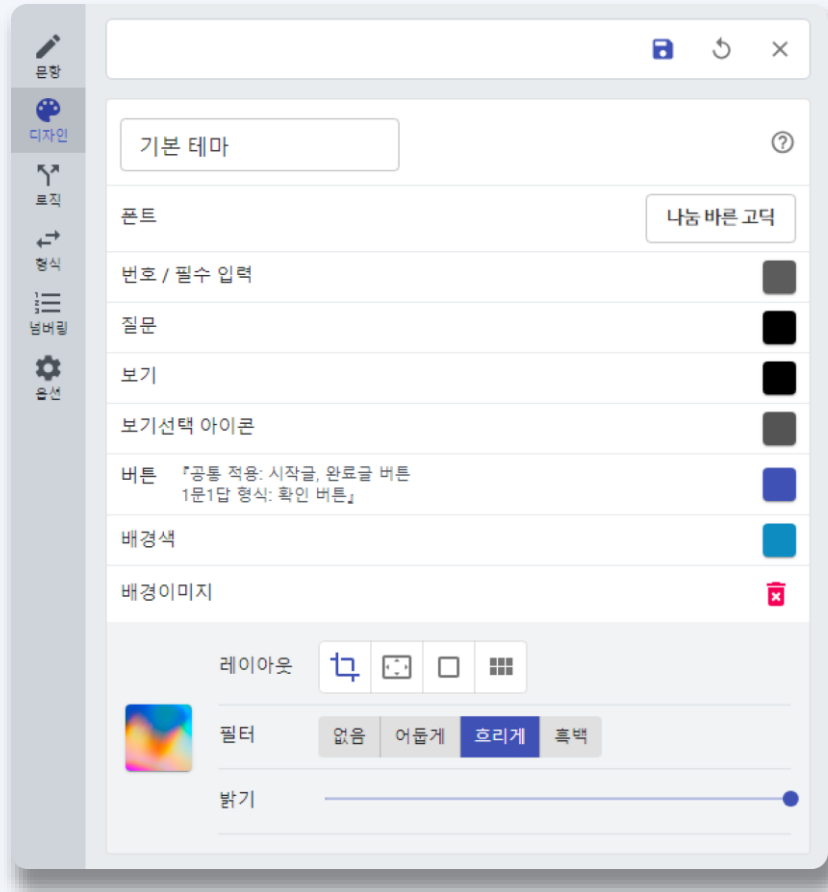 문항
디자인
로직
형식
넘버링
옵션
기본 테마
폰트
나눔 바른 고딕
번호 / 필수 입력
질문
보기
보기선택 아이콘
버튼 『공통 적용: 시작글, 완료글 버튼
1문1답 형식: 확인 버튼』
배경색
배경이미지
레이아웃
필터 없음 어둡게 흐리게 흑백
밝기